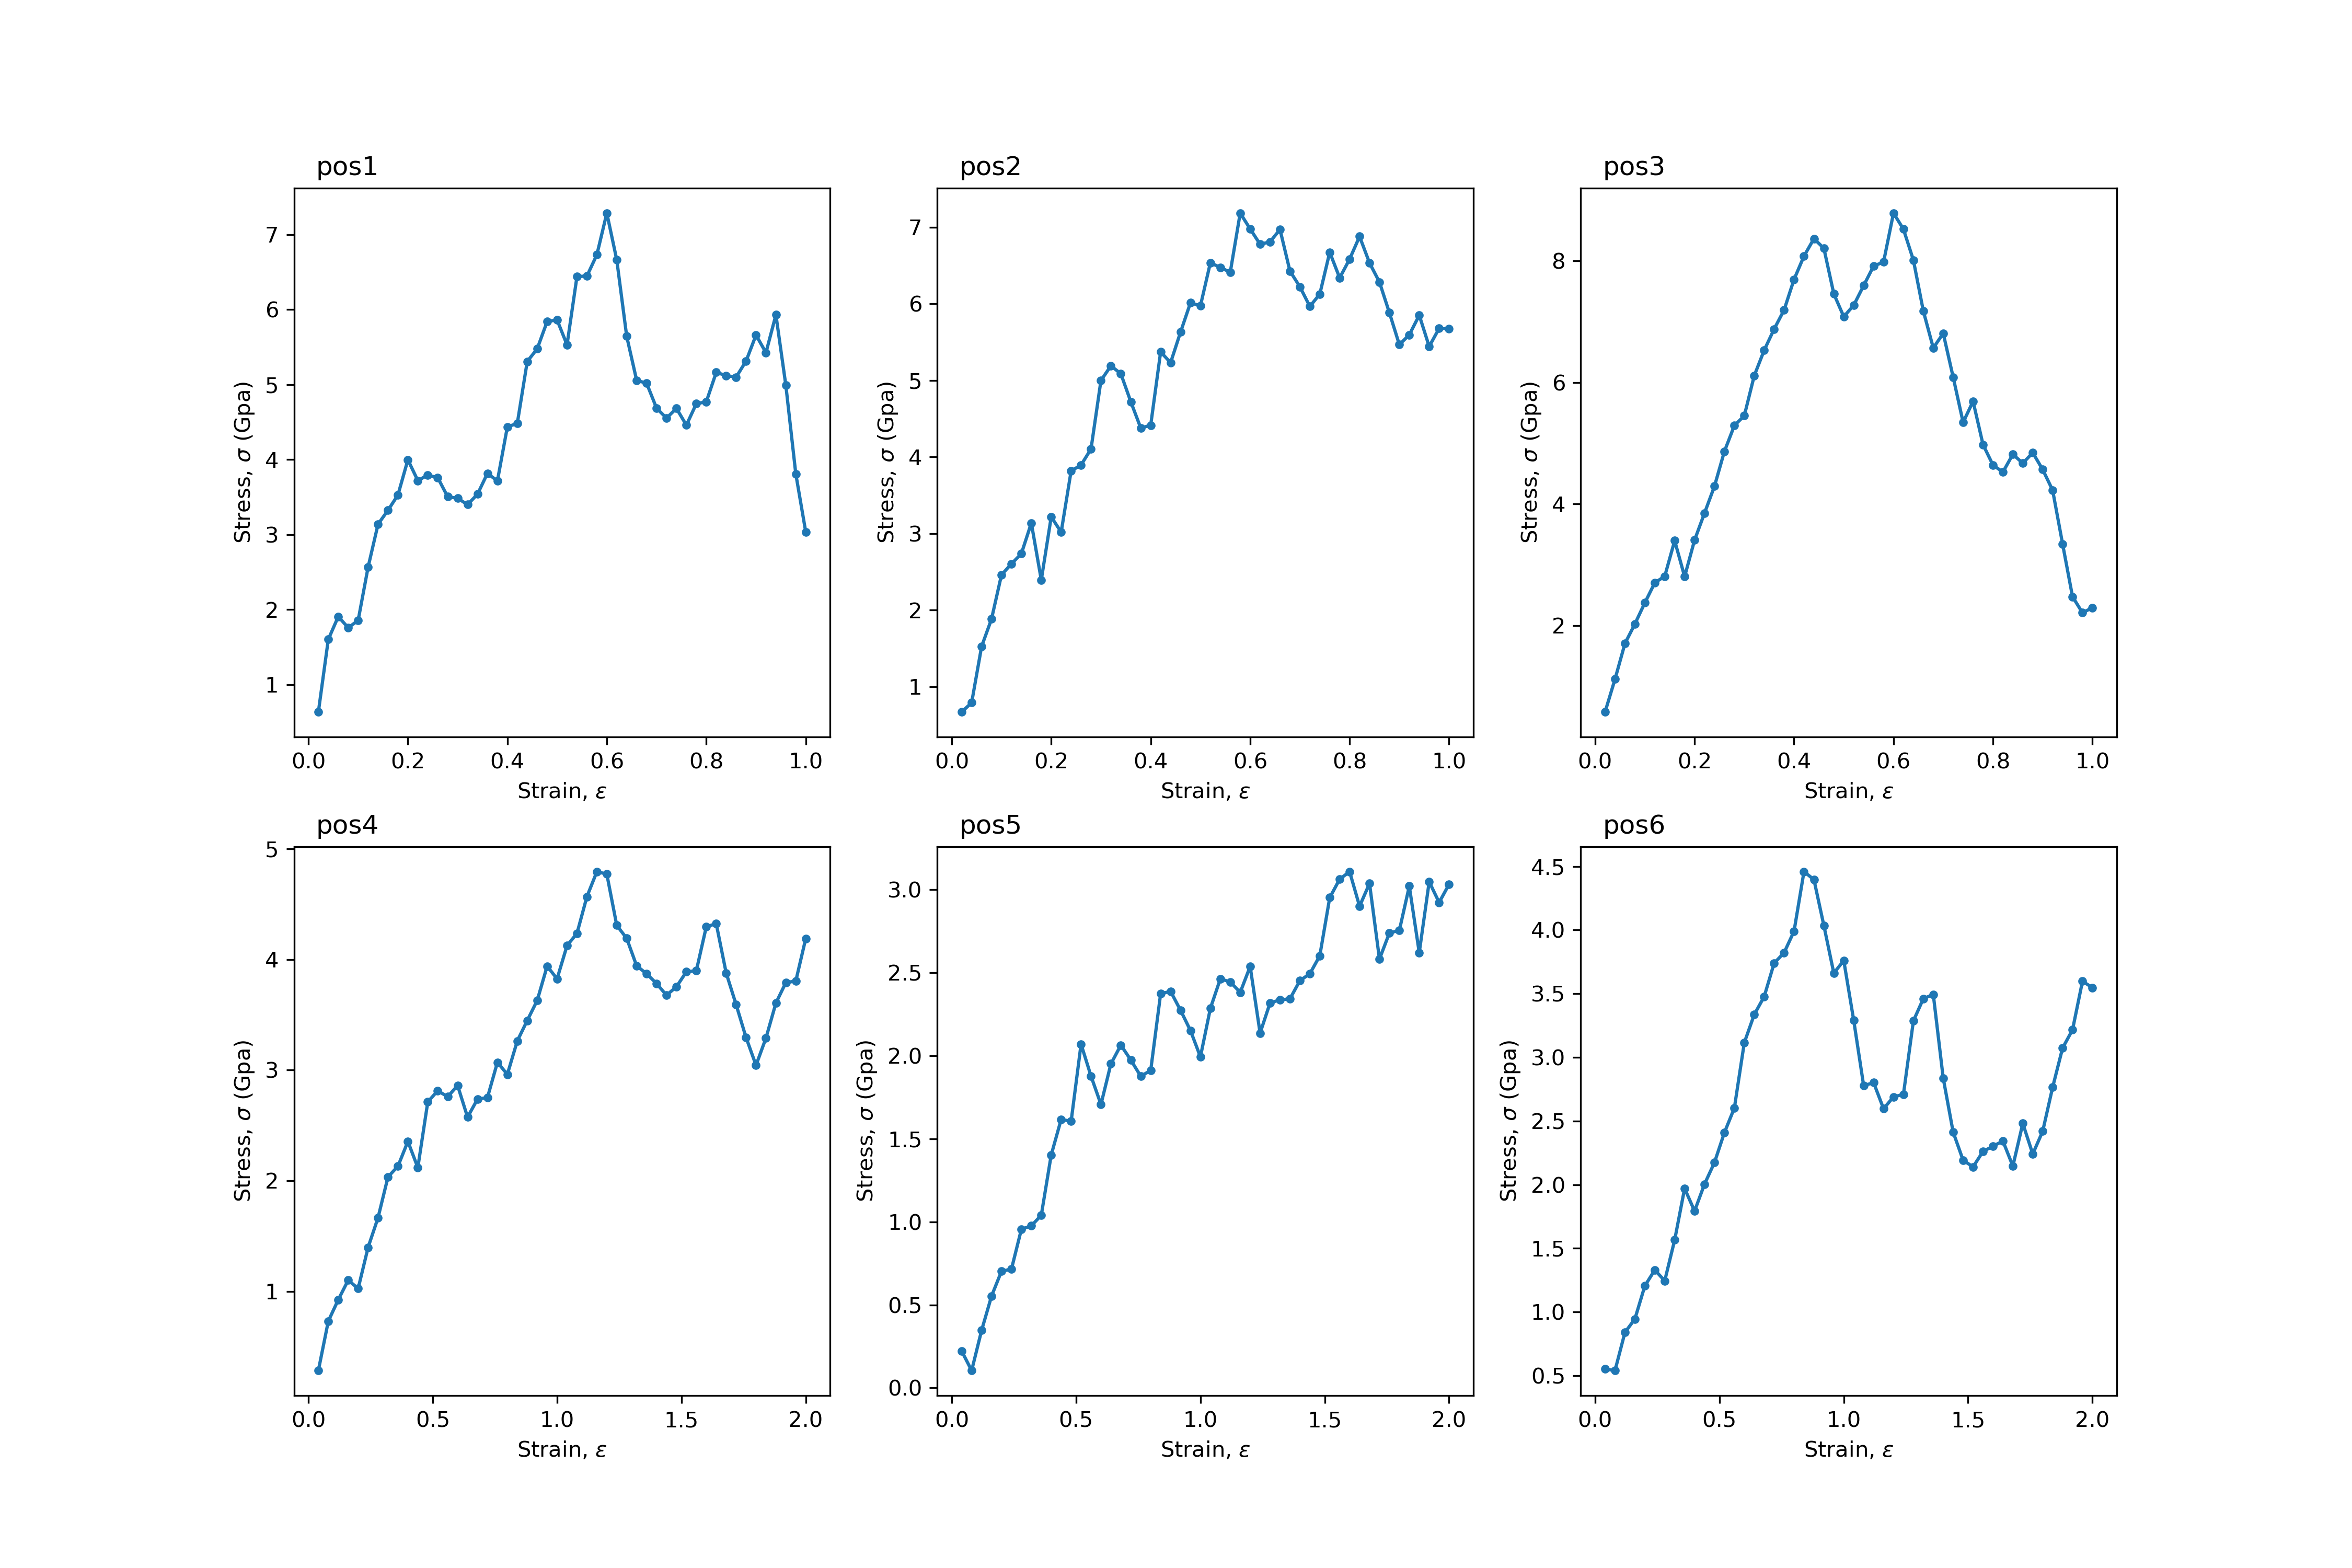 pos1
7
6
5
4
3
2
1
Stress, σ (Gpa)
0.0 0.2 0.4 0.6 0.8 1.0
Strain, ε
pos2
7
6
5
4
3
2
1
Stress, σ (Gpa)
0.0 0.2 0.4 0.6 0.8 1.0
Strain, ε
pos3
8
6
4
2
Stress, σ (Gpa)
0.0 0.2 0.4 0.6 0.8 1.0
Strain, ε
pos4
5
4
3
2
1
Stress, σ (Gpa)
0.0 0.5 1.0 1.5 2.0
Strain, ε
pos5
3.0
2.5
2.0
1.5
1.0
0.5
0.0
Stress, σ (Gpa)
0.0 0.5 1.0 1.5 2.0
Strain, ε
pos6
4.5
4.0
3.5
3.0
2.5
2.0
1.5
1.0
0.5
Stress, σ (Gpa)
0.0 0.5 1.0 1.5 2.0
Strain, ε